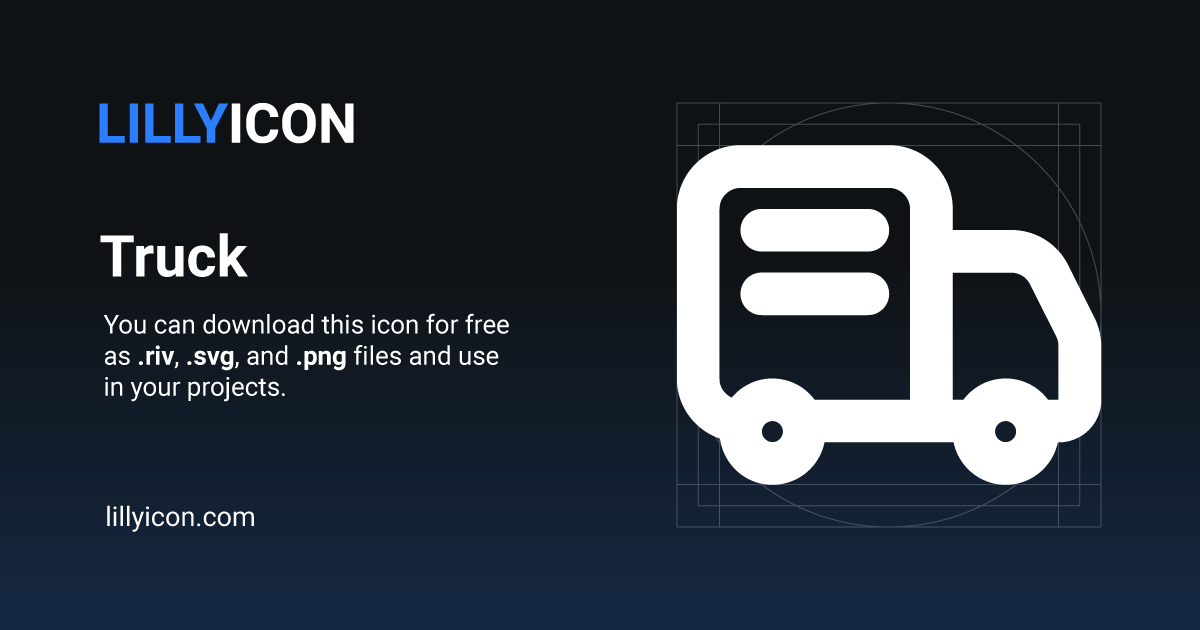 LILLYICON
Truck
You can download this icon for free
as .riv, .svg, and .png files and use
in your projects.
lillyicon.com